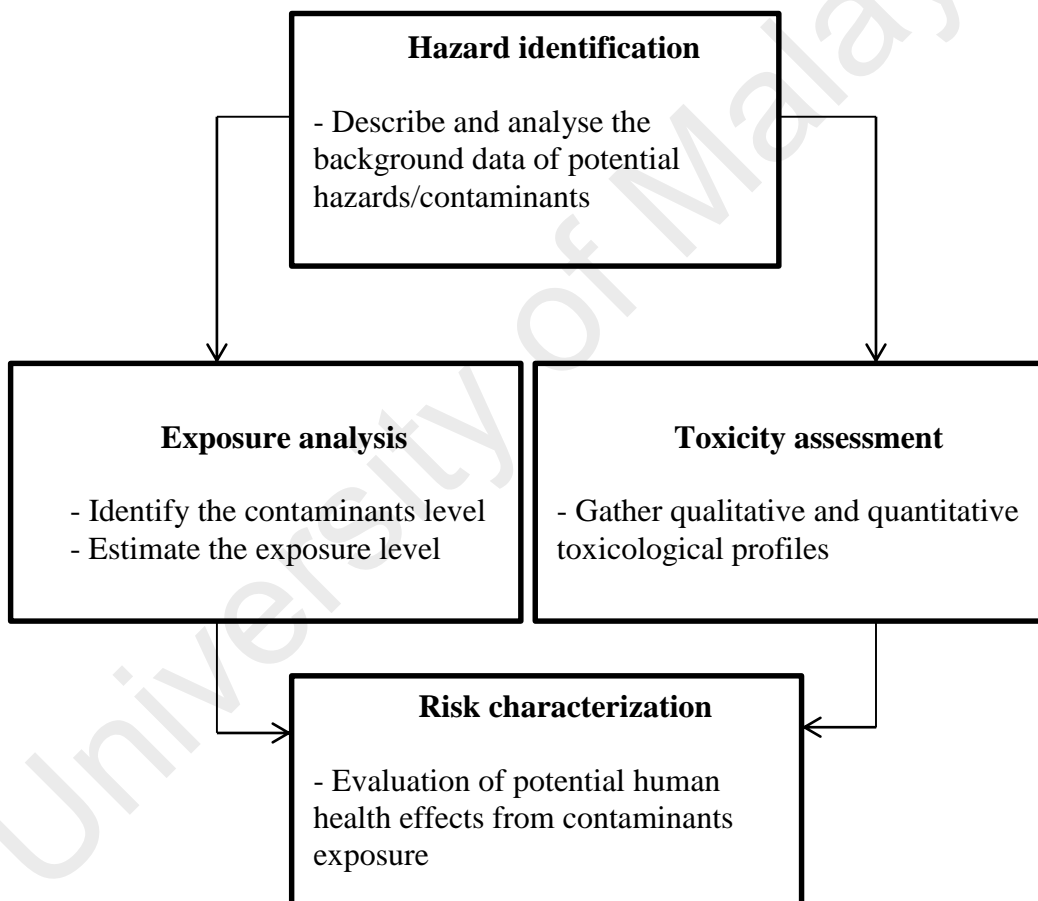 Hazard identification
- Describe and analyse the
background data of potential
hazards/contaminants
Exposure analysis
- Identify the contaminants level
- Estimate the exposure level
Toxicity assessment
- Gather qualitative and quantitative
toxicological profiles
Risk characterization
- Evaluation of potential human
health effects from contaminants
exposure
University of Malay